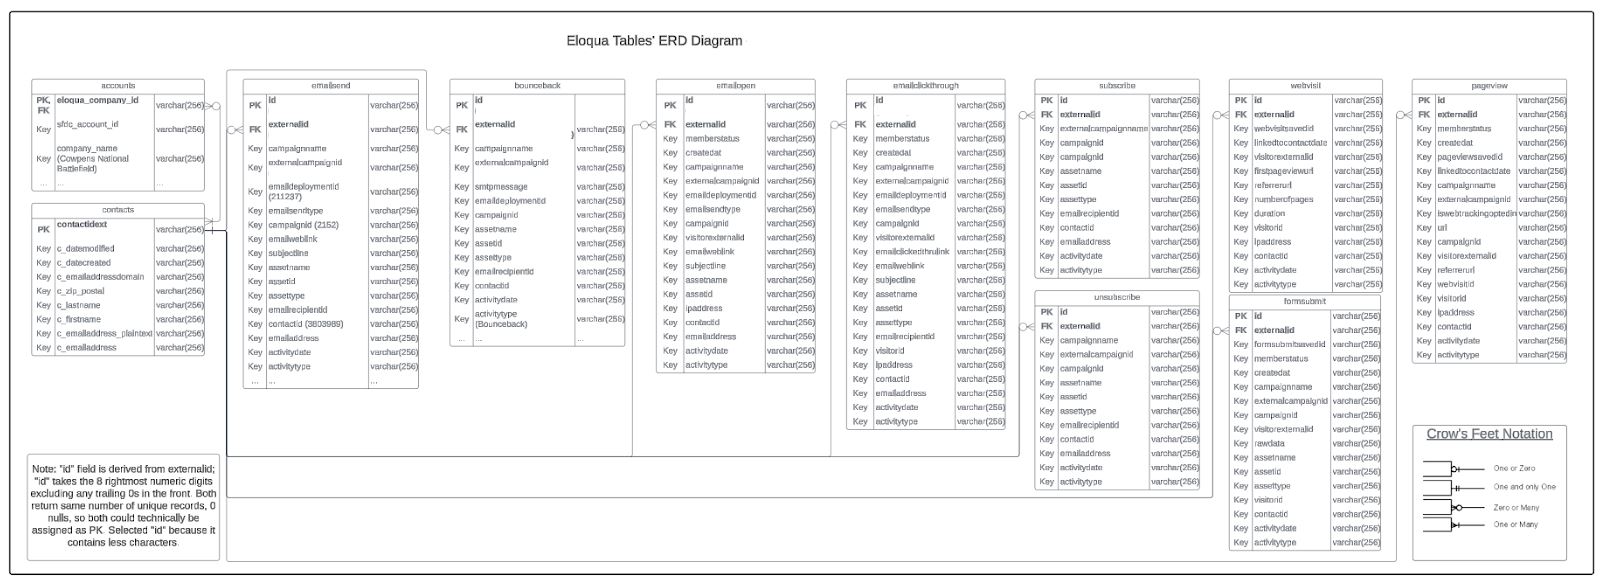 Eloqua Tables' ERD Diagram
accounts
PK, FK eloqua_company_id varchar(256)
Key sfdc_account_id varchar(256)
Key company_name (Cowpens National Battlefield) varchar(256)
... ... ...
contacts
PK contactidext varchar(256)
Key c_datemodified varchar(256)
Key c_datecreated varchar(256)
Key c_emailaddressdomain varchar(256)
Key c_zip_postal varchar(256)
Key c_lastname varchar(256)
Key c_firstname varchar(256)
Key c_emailaddress_plaintext varchar(256)
Key c_emailaddress varchar(256)
Note: "id" field is derived from externalid;
"id" takes the 8 rightmost numeric digits
excluding any trailing 0s in the front. Both
return same number of unique records, 0
nulls, so both could technically be
assigned as PK. Selected "id" because it
contains less characters.
emailsend
PK id varchar(256)
FK externalid varchar(256)
Key campaignname varchar(256)
Key externalcampaignid varchar(256)
Key emaildeploymentid (211237) varchar(256)
Key emailsendtype varchar(256)
Key campaignid (2152) varchar(256)
Key emailweblink varchar(256)
Key subjectline varchar(256)
Key assetname varchar(256)
Key assetid varchar(256)
Key assettype varchar(256)
Key emailrecipientid varchar(256)
Key contactid (3803989) varchar(256)
Key emailaddress varchar(256)
Key activitydate varchar(256)
Key activitytype varchar(256)
... ... ...
bounceback
PK id
FK externalid } varchar(256)
Key campaignname varchar(256)
Key externalcampaignid varchar(256)
Key smtpmessage varchar(256)
Key emaildeploymentid varchar(256)
Key campaignid varchar(256)
Key assetname varchar(256)
Key assetid varchar(256)
Key assettype varchar(256)
Key emailrecipientid varchar(256)
Key contactid varchar(256)
Key activitydate varchar(256)
Key activitytype (Bounceback) varchar(256)
... ... ...
emailopen
PK id varchar(256)
FK externalid varchar(256)
Key memberstatus varchar(256)
Key createdat varchar(256)
Key campaignname varchar(256)
Key externalcampaignid varchar(256)
Key emaildeploymentid varchar(256)
Key emailsendtype varchar(256)
Key campaignid varchar(256)
Key visitorexternalid varchar(256)
Key emailweblink varchar(256)
Key subjectline varchar(256)
Key assetname varchar(256)
Key assetid varchar(256)
Key ipaddress varchar(256)
Key contactid varchar(256)
Key emailaddress varchar(256)
Key activitydate varchar(256)
Key activitytype varchar(256)
emailclickthrough
PK id varchar(256)
FK externalid varchar(256)
Key memberstatus varchar(256)
Key createdat varchar(256)
Key campaignname varchar(256)
Key externalcampaignid varchar(256)
Key emaildeploymentid varchar(256)
Key emailsendtype varchar(256)
Key campaignid varchar(256)
Key visitorexternalid varchar(256)
Key emailclickedthrulink varchar(256)
Key emailweblink varchar(256)
Key subjectline varchar(256)
Key assetname varchar(256)
Key assetid varchar(256)
Key assettype varchar(256)
Key emailrecipientid varchar(256)
Key visitorid varchar(256)
Key ipaddress varchar(256)
Key contactid varchar(256)
Key emailaddress varchar(256)
Key activitydate varchar(256)
Key activitytype varchar(256)
subscribe
PK id varchar(256)
FK externalid varchar(256)
Key externalcampaignname varchar(256)
Key campaignid varchar(256)
Key campaignid varchar(256)
Key assetname varchar(256)
Key assetid varchar(256)
Key assettype varchar(256)
Key emailrecipientid varchar(256)
Key contactid varchar(256)
Key emailaddress varchar(256)
Key activitydate varchar(256)
Key activitytype varchar(256)
unsubscribe
PK id varchar(256)
FK externalid varchar(256)
Key campaignname varchar(256)
Key externalcampaignid varchar(256)
Key campaignid varchar(256)
Key assetname varchar(256)
Key assetid varchar(256)
Key assettype varchar(256)
Key emailrecipientid varchar(256)
Key contactid varchar(256)
Key emailaddress varchar(256)
Key activitydate varchar(256)
Key activitytype varchar(256)
webvisit
PK id varchar(256)
FK externalid varchar(256)
Key webvisitsavedid varchar(256)
Key linkedtocontactdate varchar(256)
Key visitorexternalid varchar(256)
Key firstpageviewurl varchar(256)
Key referrerurl varchar(256)
Key numberofpages varchar(256)
Key duration varchar(256)
Key visitorid varchar(256)
Key ipaddress varchar(256)
Key contactid varchar(256)
Key activitydate varchar(256)
Key activitytype varchar(256)
formsubmit
PK id varchar(256)
FK externalid varchar(256)
Key formsubmitsavedid varchar(256)
Key memberstatus varchar(256)
Key createdat varchar(256)
Key campaignname varchar(256)
Key externalcampaignid varchar(256)
Key campaignid varchar(256)
Key visitorexternalid varchar(256)
Key rawdata varchar(256)
Key assetname varchar(256)
Key assetid varchar(256)
Key assettype varchar(256)
Key visitorid varchar(256)
Key contactid varchar(256)
Key activitydate varchar(256)
Key activitytype varchar(256)
pageview
PK id varchar(256)
FK externalid varchar(256)
Key memberstatus varchar(256)
Key createdat varchar(256)
Key pageviewsavedid varchar(256)
Key linkedtocontactdate varchar(256)
Key campaignname varchar(256)
Key externalcampaignid varchar(256)
Key iswebtrackingoptedin varchar(256)
Key url varchar(256)
Key campaignid varchar(256)
Key visitorexternalid varchar(256)
Key referrerurl varchar(256)
Key webvisitid varchar(256)
Key visitorid varchar(256)
Key ipaddress varchar(256)
Key contactid varchar(256)
Key activitydate varchar(256)
Key activitytype varchar(256)
Crow's Feet Notation
One or Zero
One and only One
Zero or Many
One or Many